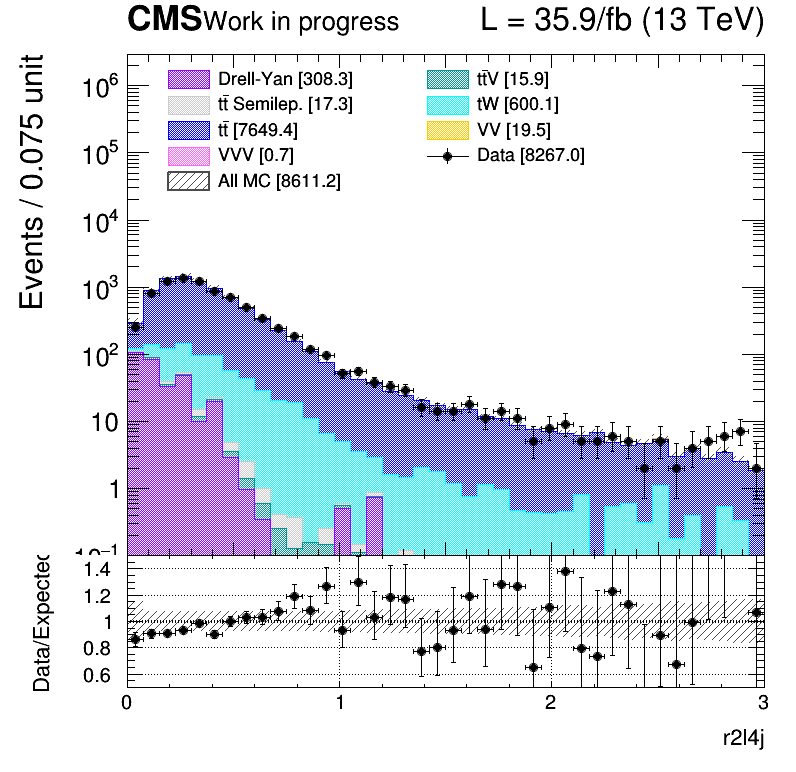 CMS Work in progress L = 35.9/fb (13 TeV)
Events / 0.075 unit
Drell-Yan [308.3]
tt̄ Semilep. [17.3]
tt̄ [7649.4]
VVV [0.7]
All MC [8611.2]
tt̄V [15.9]
tW [600.1]
VV [19.5]
Data [8267.0]
10⁶
10⁵
10⁴
10³
10²
10
1
10⁻¹
Data/Expected
1.4
1.2
1
0.8
0.6
0 1 2 3
r2l4j